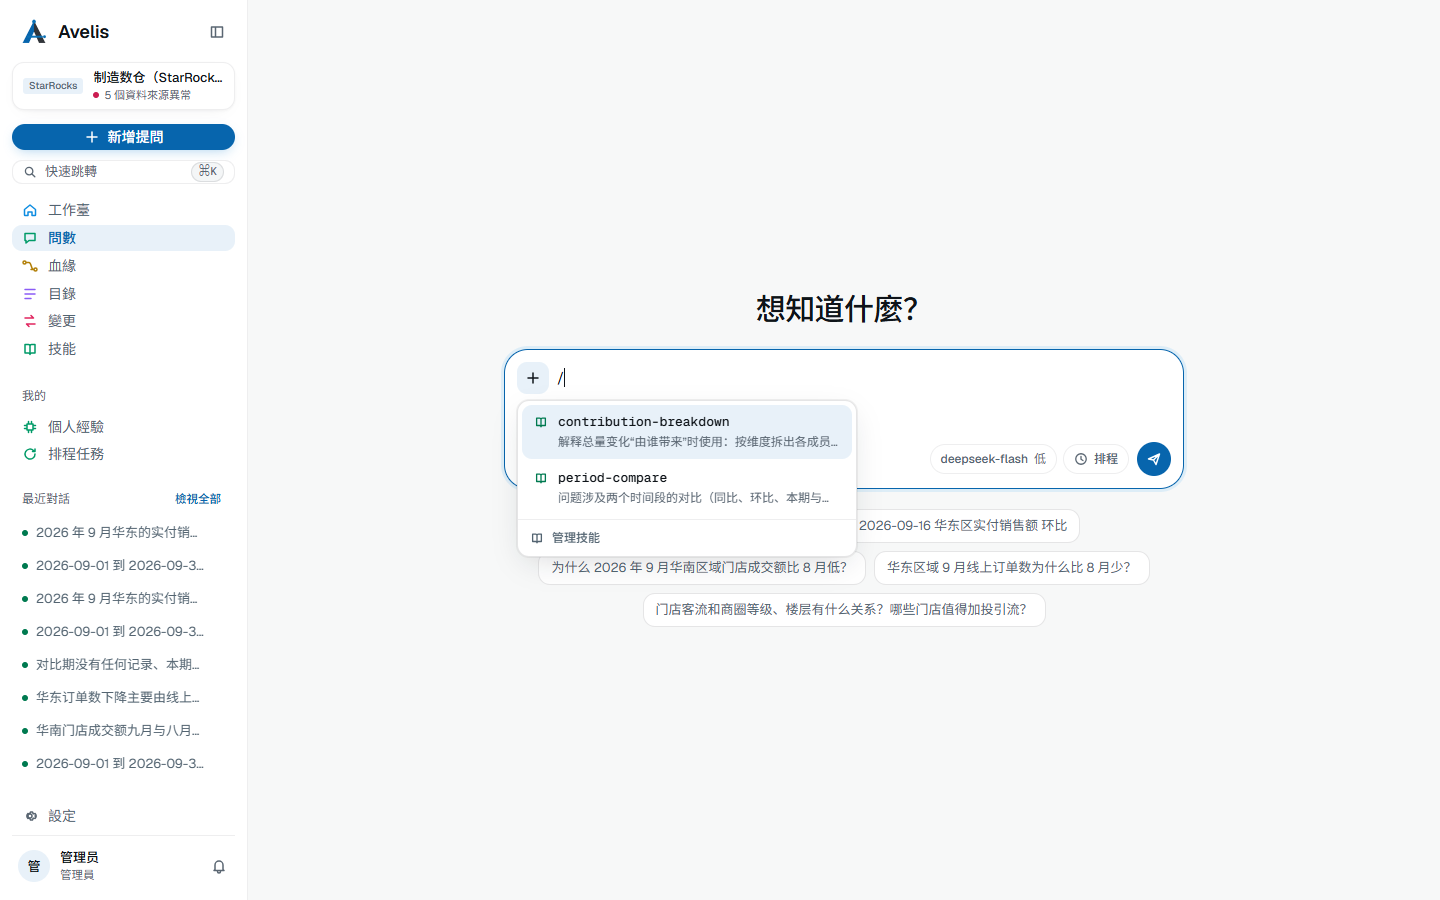 Avelis
StarRocks
制造数仓（StarRock...
5 個資料來源異常
新增提問
快速跳轉
⌘K
工作臺
問數
血緣
目錄
變更
技能
我的
個人經驗
排程任務
最近對話
檢視全部
2026 年 9 月华东的实付销...
2026-09-01 到 2026-09-3...
2026 年 9 月华东的实付销...
2026-09-01 到 2026-09-3...
对比期没有任何记录、本期...
华东订单数下降主要由线上...
华南门店成交额九月与八月...
2026-09-01 到 2026-09-3...
設定
管
管理员
管理員
想知道什麼？
/
contribution-breakdown
解释总量变化“由谁带来”时使用：按维度拆出各成员...
period-compare
问题涉及两个时间段的对比（同比、环比、本期与...
管理技能
deepseek-flash 低
排程
2026-09-16 华东区实付销售额 环比
为什么 2026 年 9 月华南区域门店成交额比 8 月低？
华东区域 9 月线上订单数为什么比 8 月少？
门店客流和商圈等级、楼层有什么关系？哪些门店值得加投引流？